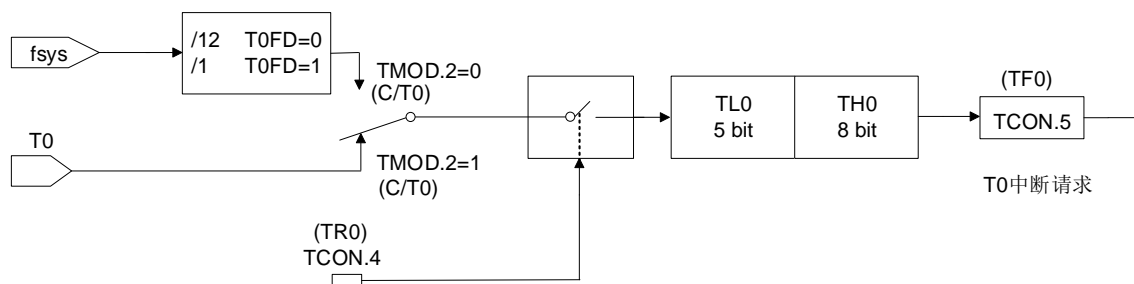 fsys
/12 T0FD=0
/1 T0FD=1
TMOD.2=0
(C/T0)
T0
TMOD.2=1
(C/T0)
(TR0)
TCON.4
TL0
5 bit
TH0
8 bit
(TF0)
TCON.5
T0中断请求